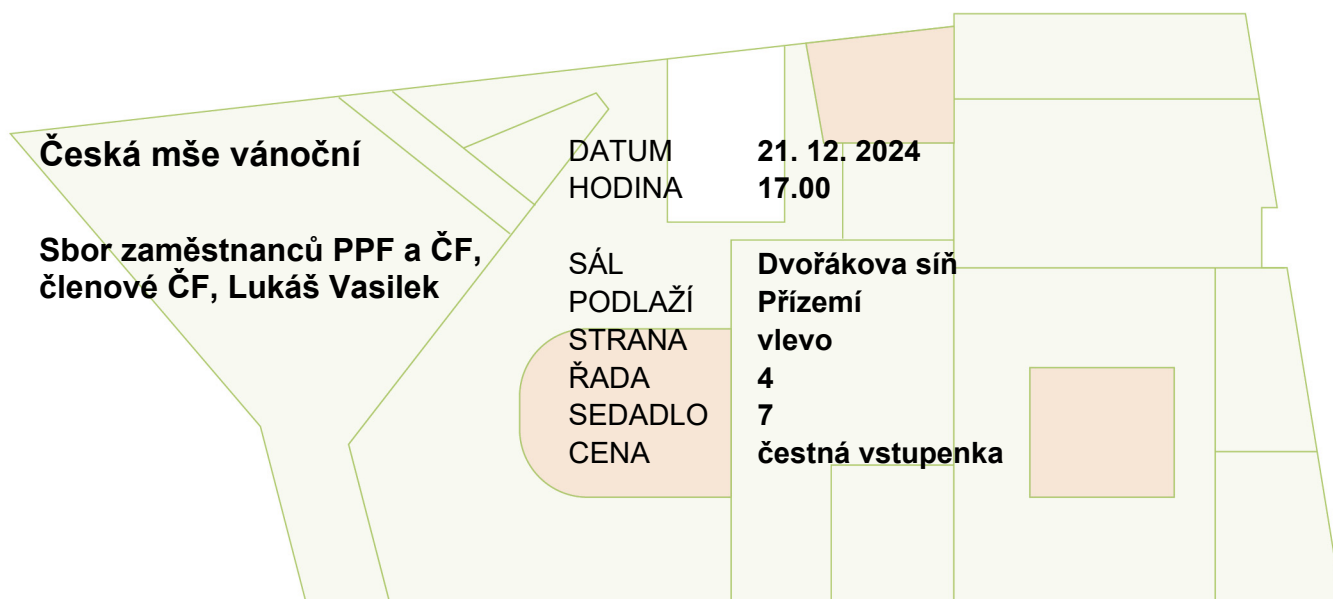 Česká mše vánoční
Sbor zaměstnanců PPF a ČF,
členové ČF, Lukáš Vasilek
DATUM 21. 12. 2024
HODINA 17.00
SÁL Dvořákova síň
PODLAŽÍ Přízemí
STRANA vlevo
ŘADA 4
SEDADLO 7
CENA čestná vstupenka